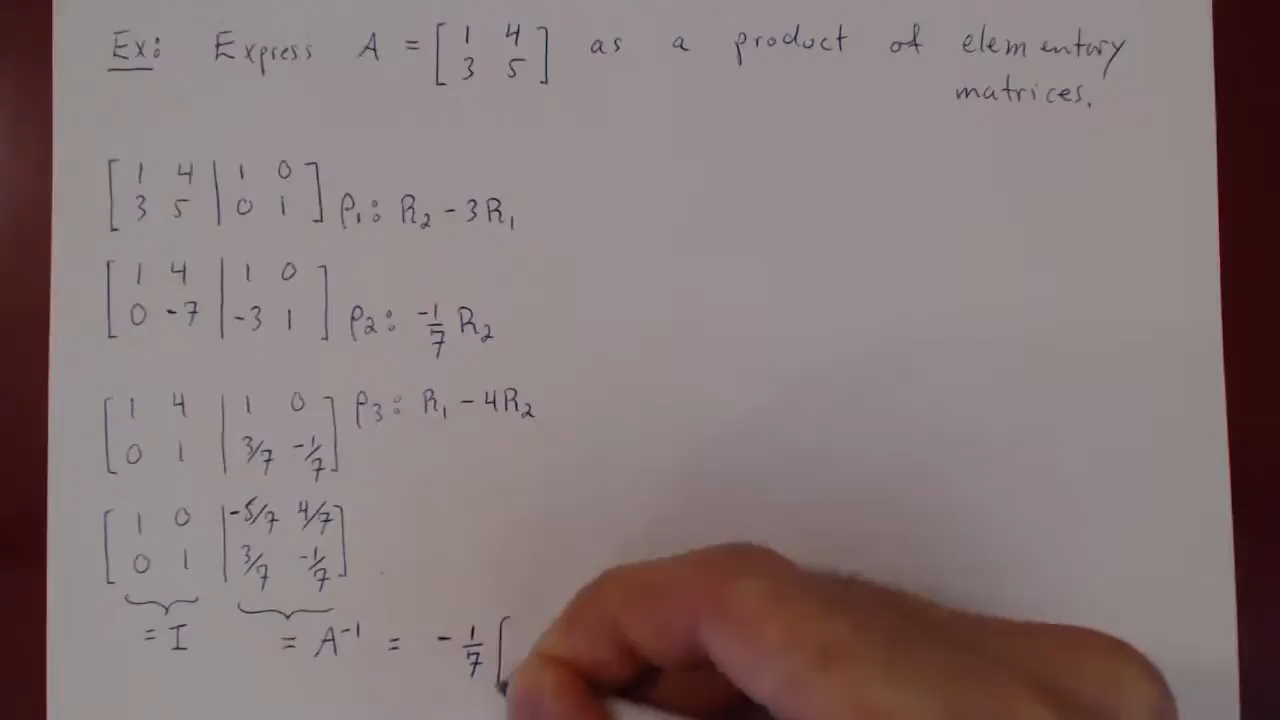 Ex: Express A = [ 1 4 ] as a product of elementary
[ 3 5 ] matrices.
[ 1 4 | 1 0 ]
[ 3 5 | 0 1 ] ρ₁: R₂ - 3R₁
[ 1 4 | 1 0 ]
[ 0 -7 | -3 1 ] ρ₂: -1/7 R₂
[ 1 4 | 1 0 ] ρ₃: R₁ - 4R₂
[ 0 1 | 3/7 -1/7 ]
[ 1 0 | -5/7 4/7 ]
[ 0 1 | 3/7 -1/7 ]
= I = A⁻¹ = -1/7 [